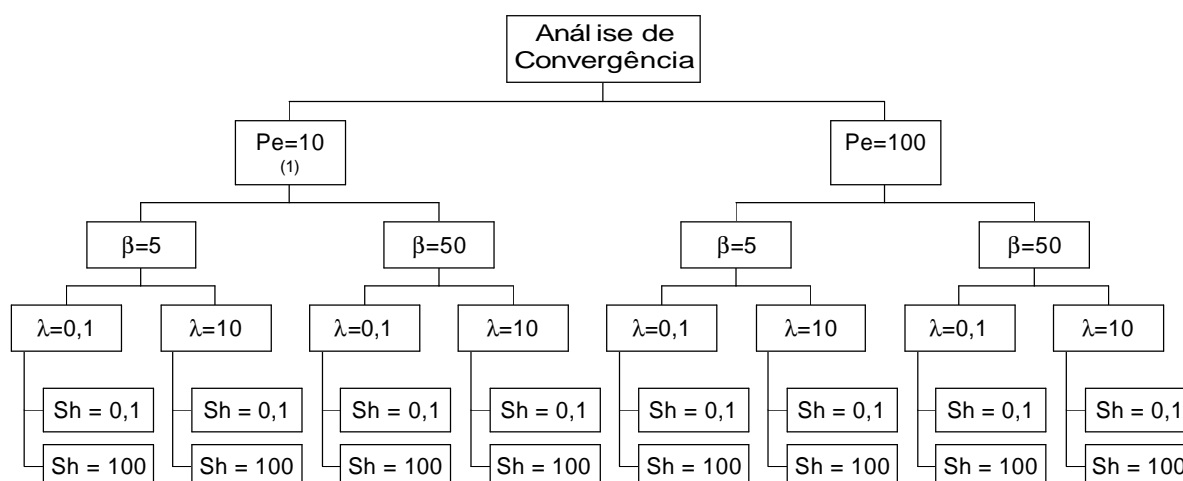 Análise de
Convergência
Pe=10
(1)
Pe=100
β=5
β=50
β=5
β=50
λ=0,1
λ=10
λ=0,1
λ=10
λ=0,1
λ=10
λ=0,1
λ=10
Sh = 0,1
Sh = 0,1
Sh = 0,1
Sh = 0,1
Sh = 0,1
Sh = 0,1
Sh = 0,1
Sh = 0,1
Sh = 100
Sh = 100
Sh = 100
Sh = 100
Sh = 100
Sh = 100
Sh = 100
Sh = 100